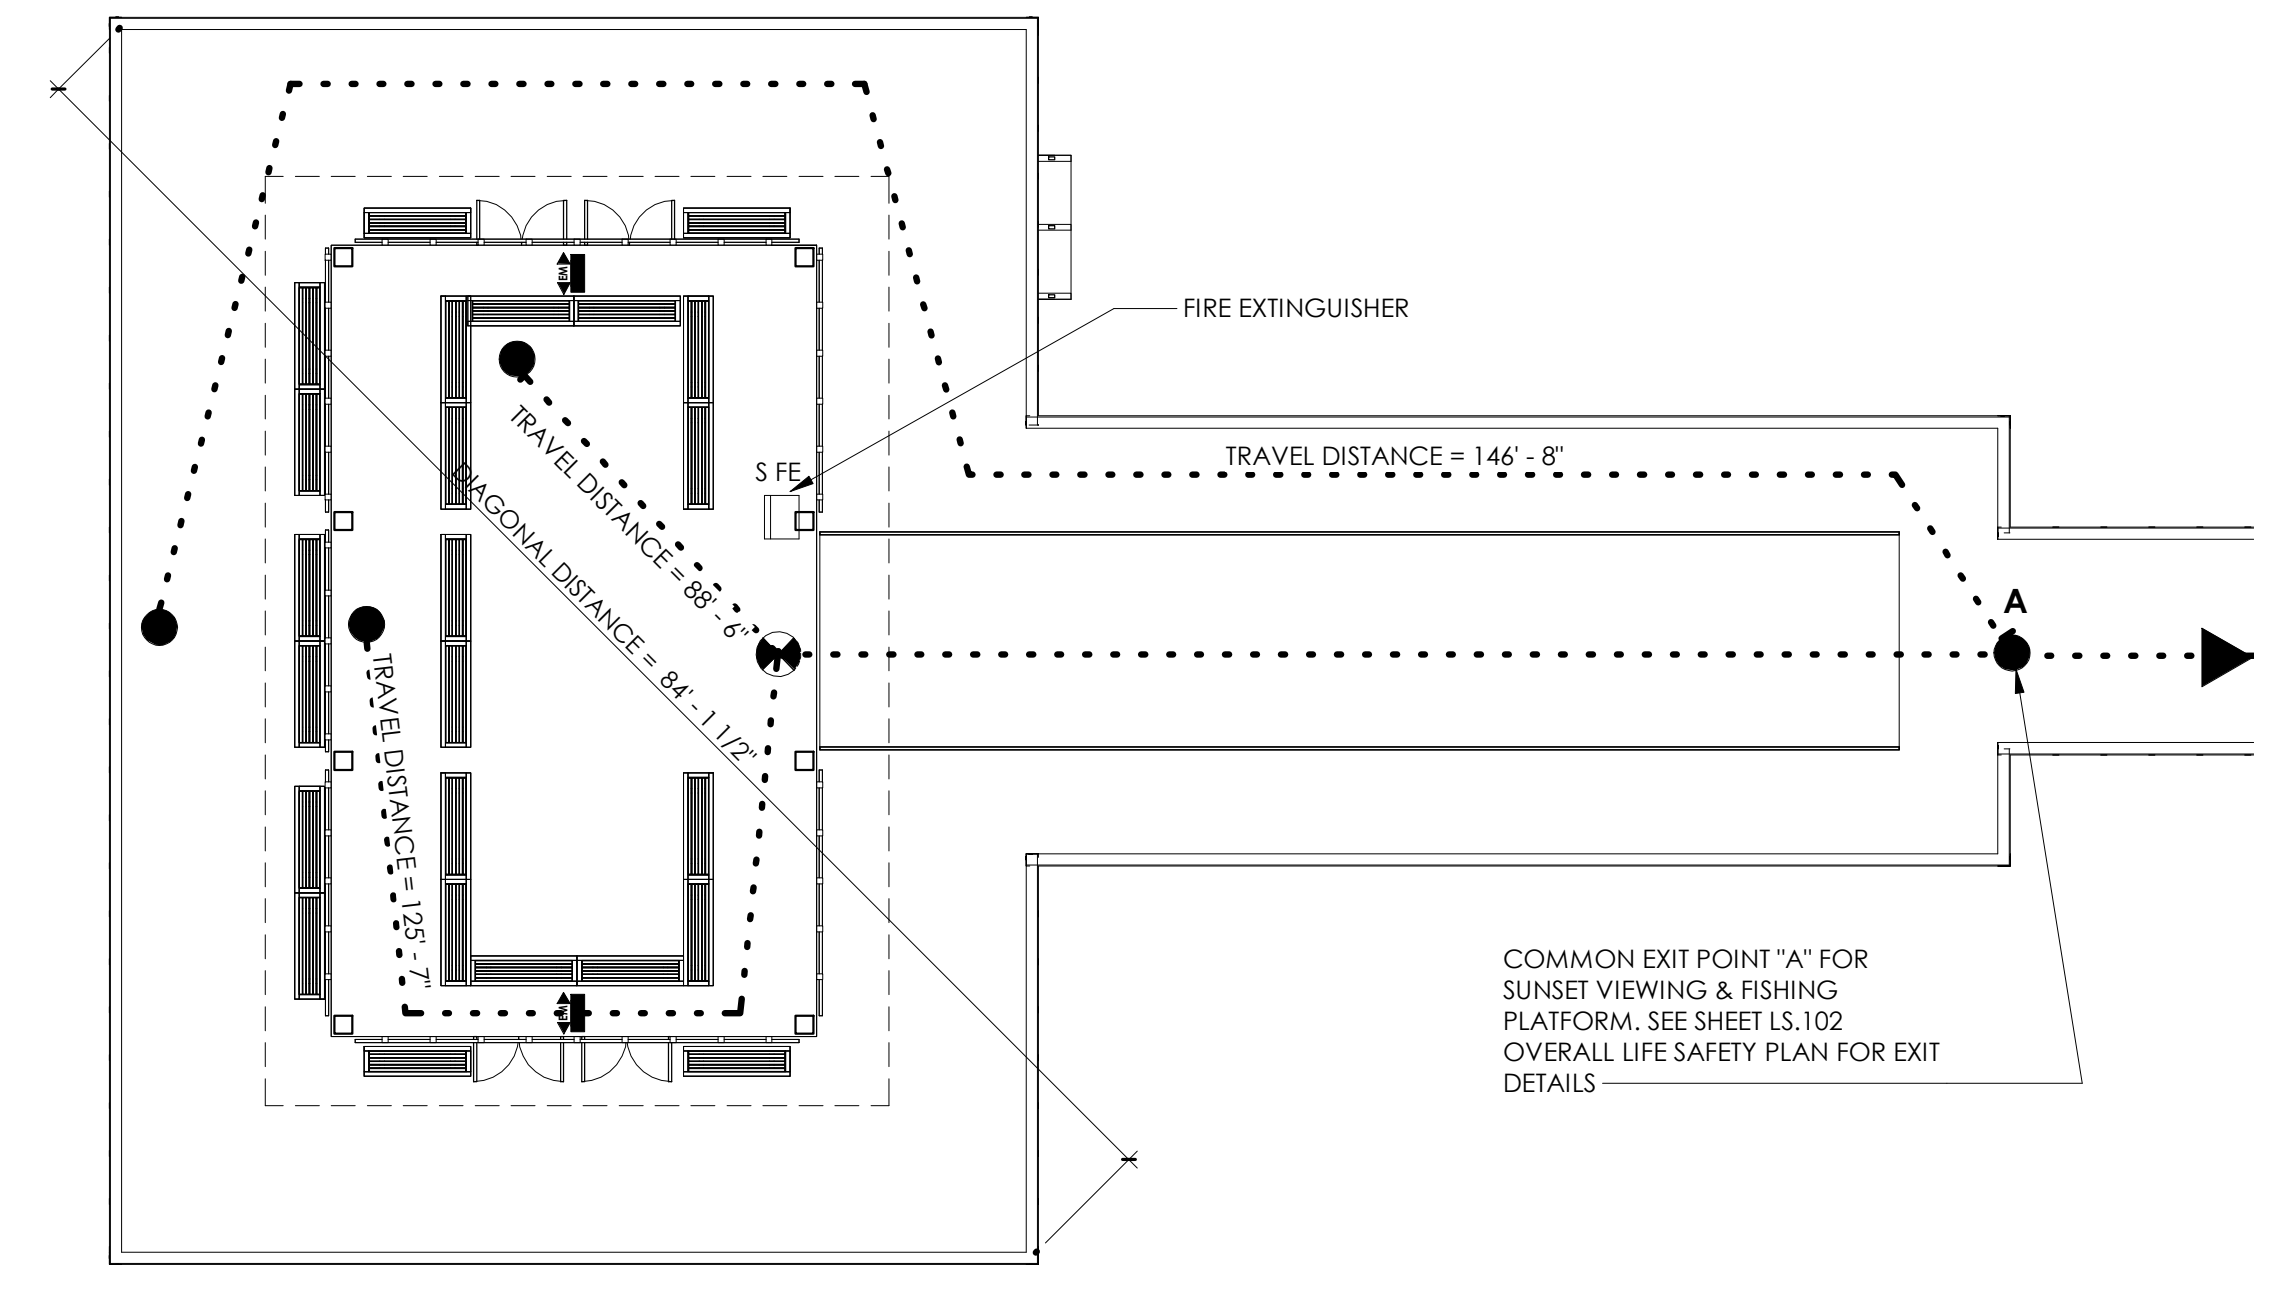 FIRE EXTINGUISHER
EM
S FE
TRAVEL DISTANCE = 146' - 8"
TRAVEL DISTANCE = 88' - 6"
DIAGONAL DISTANCE = 84' - 1 1/2"
A
TRAVEL DISTANCE = 125' - 7"
EM
COMMON EXIT POINT "A" FOR
SUNSET VIEWING & FISHING
PLATFORM. SEE SHEET LS.102
OVERALL LIFE SAFETY PLAN FOR EXIT
DETAILS